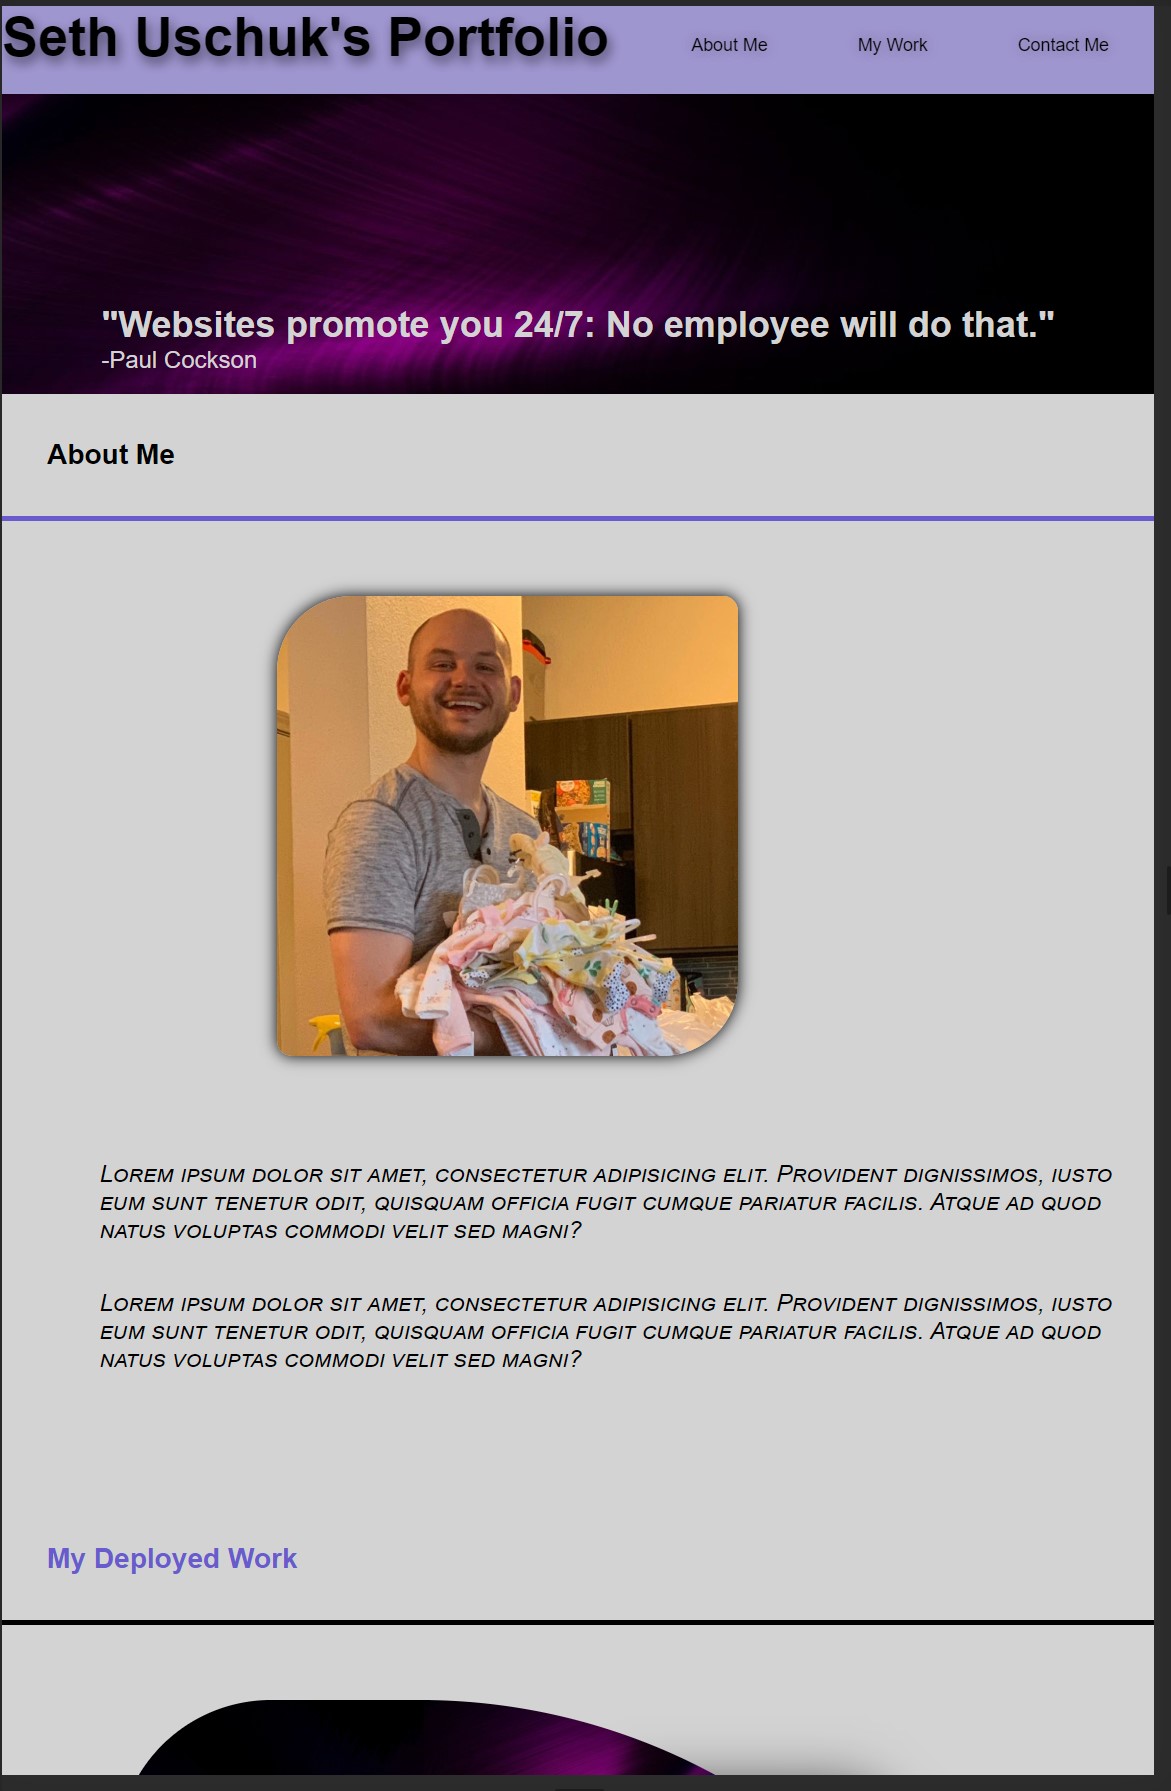 Seth Uschuk's Portfolio
About Me
My Work
Contact Me
"Websites promote you 24/7: No employee will do that."
-Paul Cockson
About Me
Lorem ipsum dolor sit amet, consectetur adipisicing elit. Provident dignissimos, iusto
eum sunt tenetur odit, quisquam officia fugit cumque pariatur facilis. Atque ad quod
natus voluptas commodi velit sed magni?
Lorem ipsum dolor sit amet, consectetur adipisicing elit. Provident dignissimos, iusto
eum sunt tenetur odit, quisquam officia fugit cumque pariatur facilis. Atque ad quod
natus voluptas commodi velit sed magni?
My Deployed Work